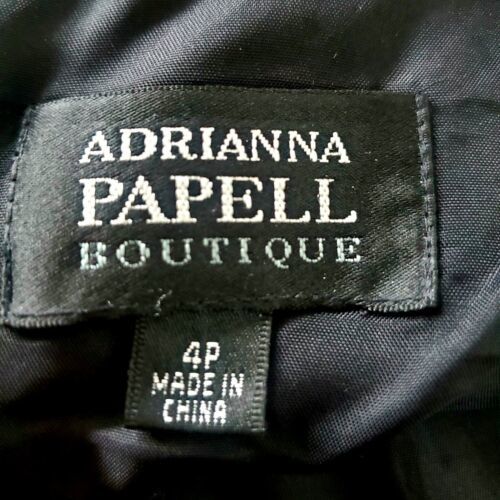 ADRIANNA
PAPELL
BOUTIQUE
4P
MADE IN
CHINA